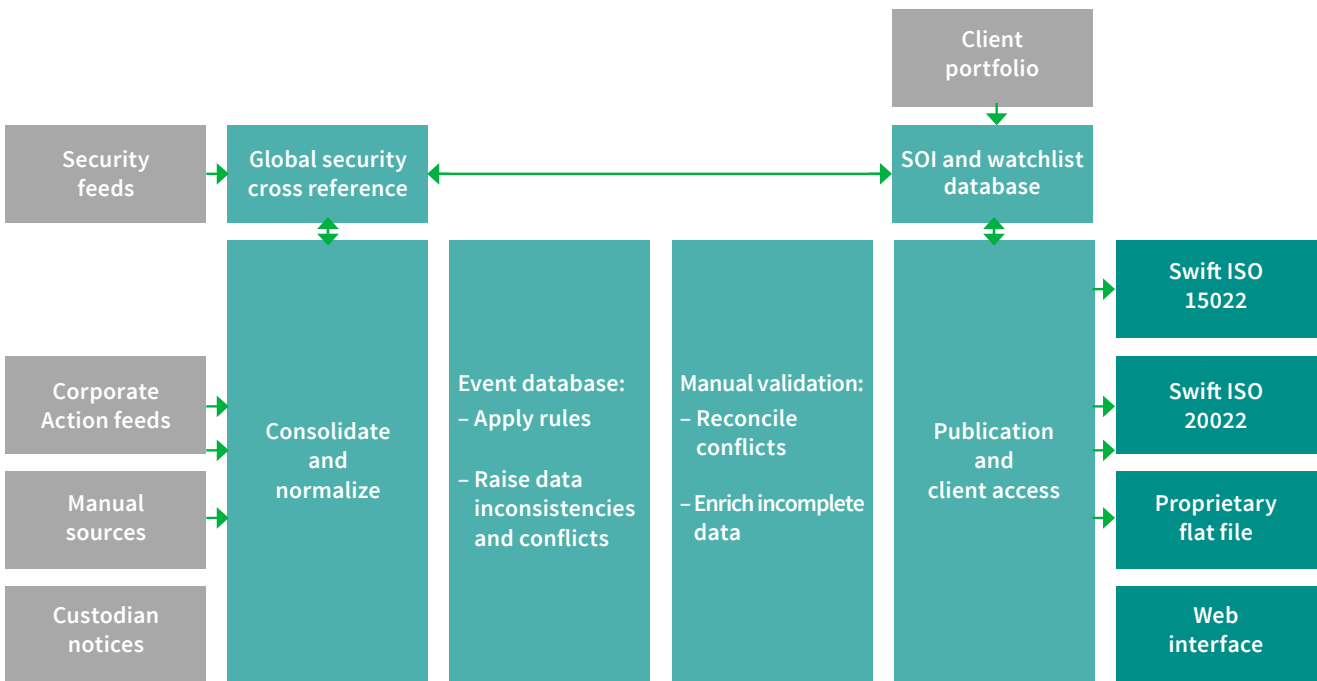 Client
portfolio
Security
feeds
Global security
cross reference
SOI and watchlist
database
Corporate
Action feeds
Manual
sources
Custodian
notices
Consolidate
and
normalize
Event database:
– Apply rules
– Raise data
inconsistencies
and conflicts
Manual validation:
– Reconcile
conflicts
– Enrich incomplete
data
Publication
and
client access
Swift ISO
15022
Swift ISO
20022
Proprietary
flat file
Web
interface